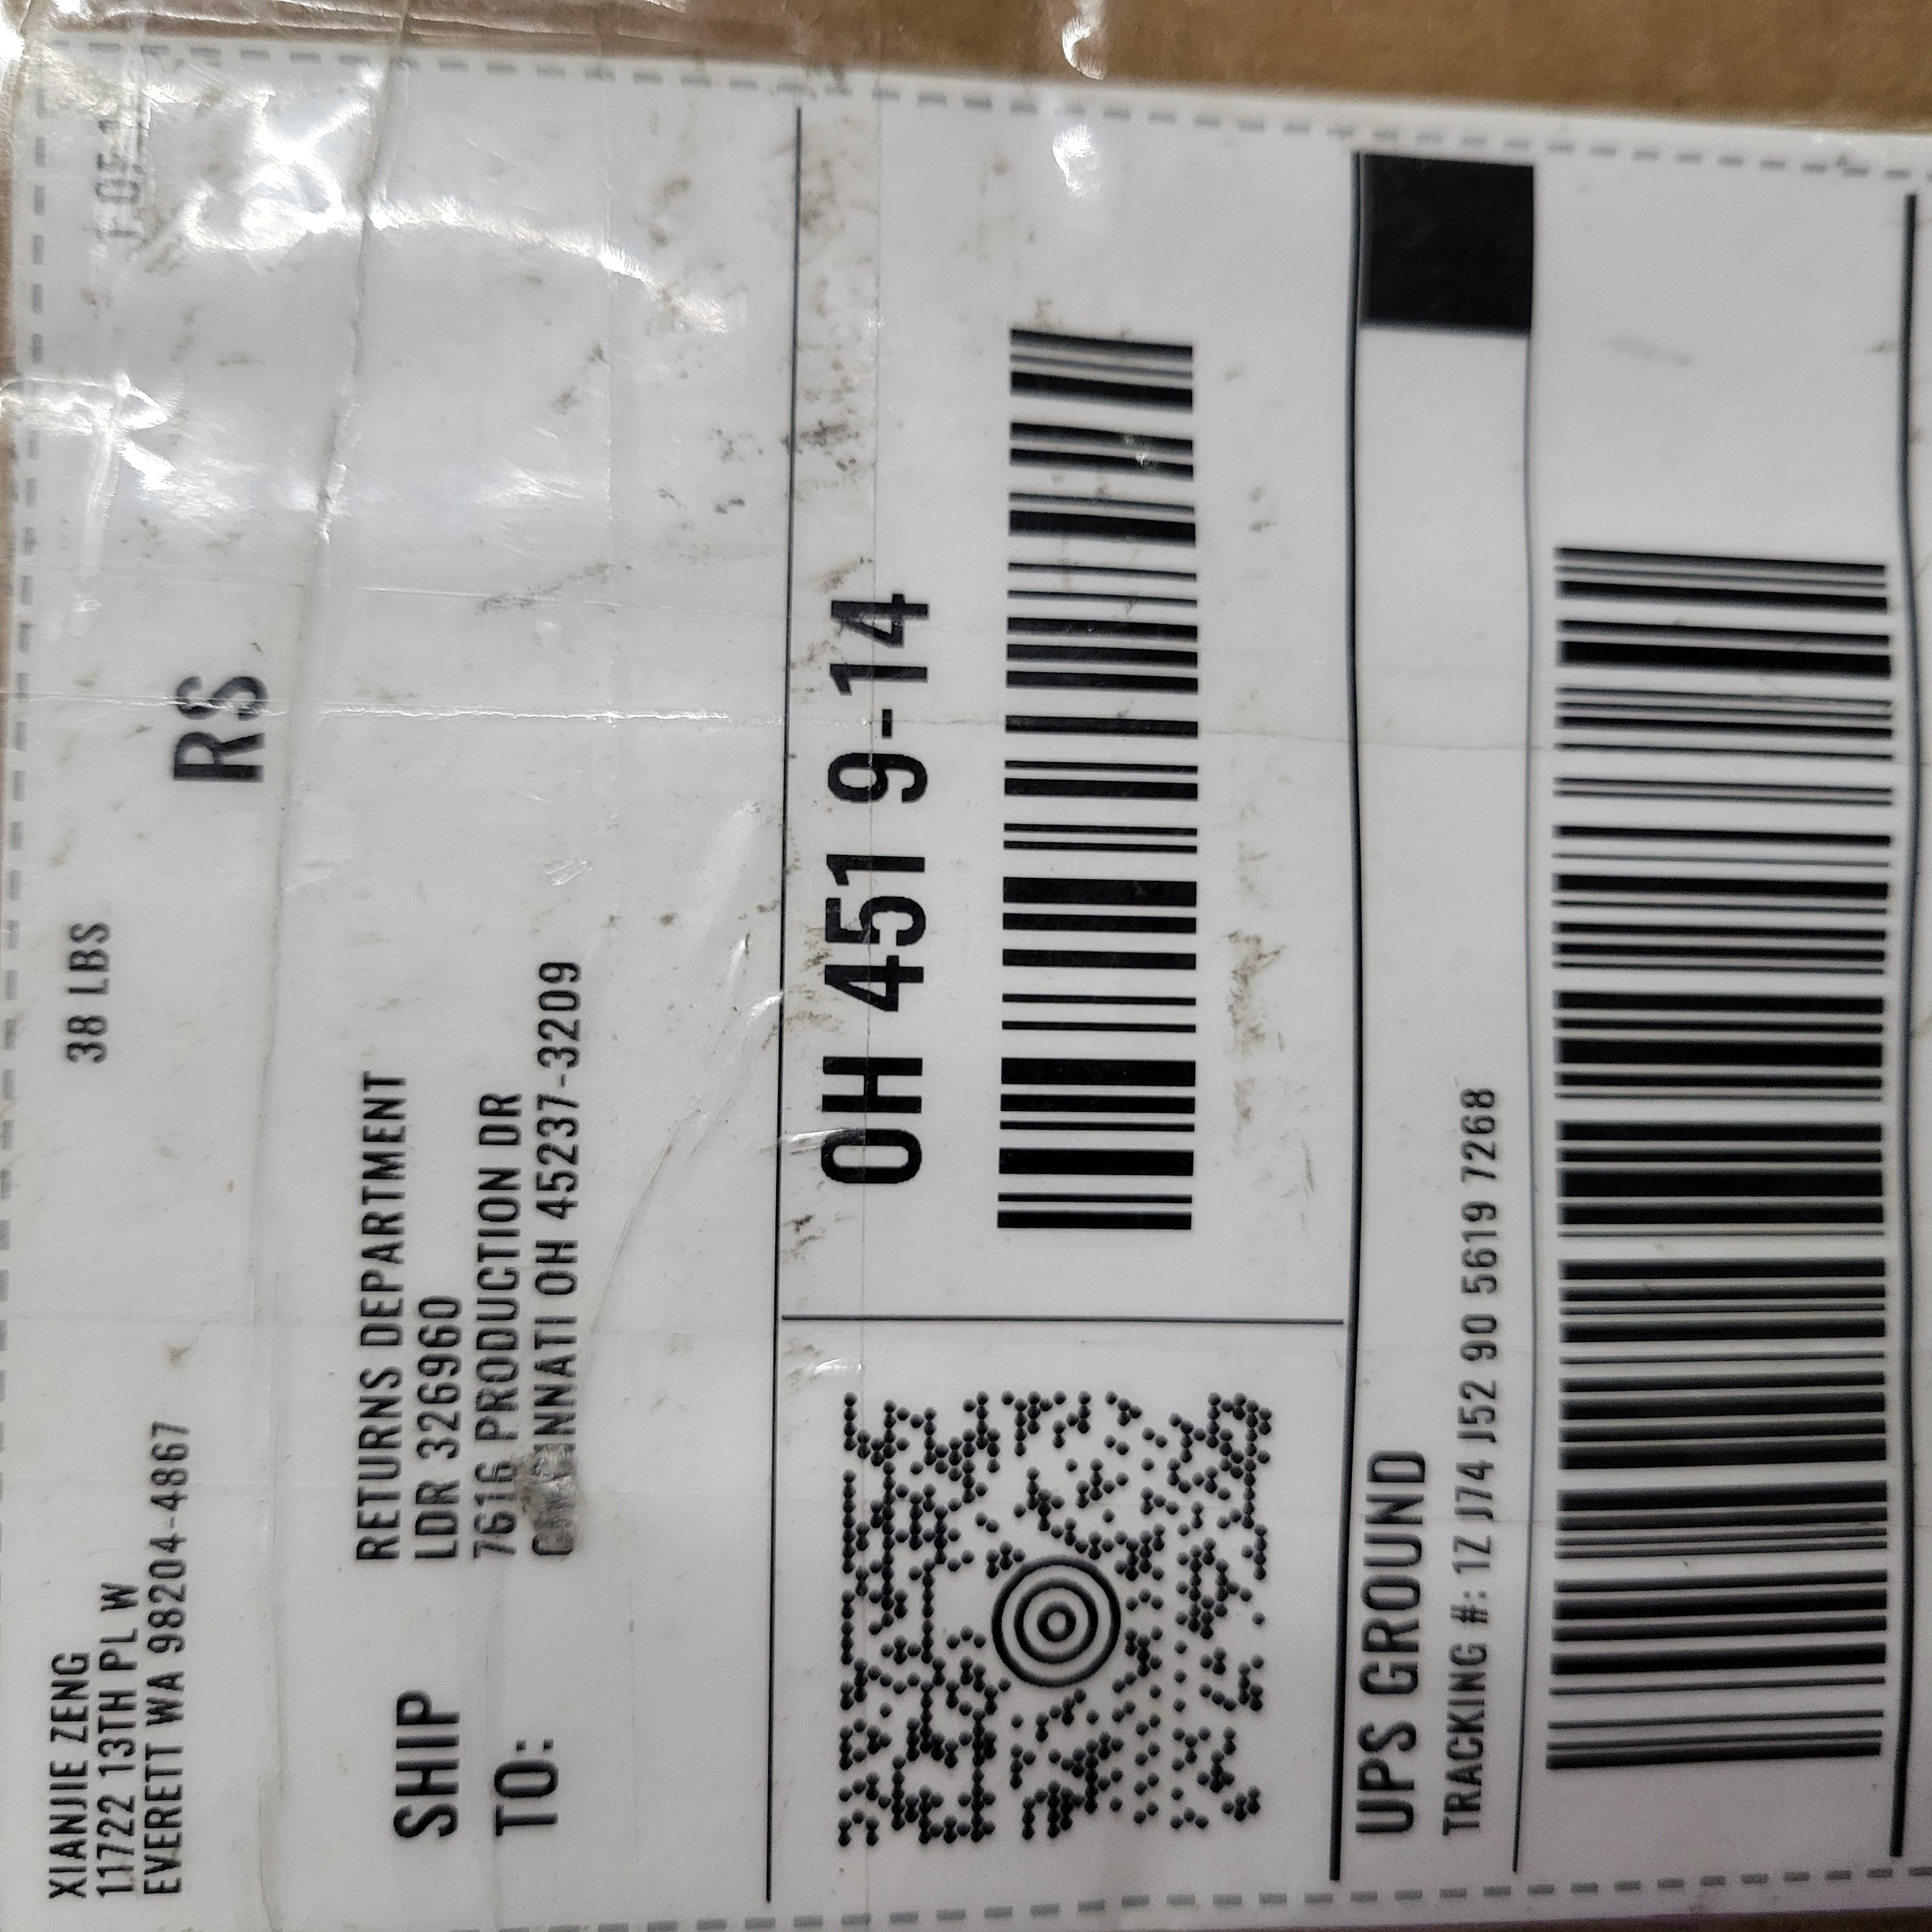 XIANJIE ZENG
11722 13TH PL W
EVERETT WA 98204-4867
38 LBS
1 OF 1
RS
SHIP
TO:
RETURNS DEPARTMENT
LDR 326960
7616 PRODUCTION DR
CINCINNATI OH 45237-3209
OH 451 9-14
UPS GROUND
TRACKING #: 1Z J74 J52 90 5619 7268